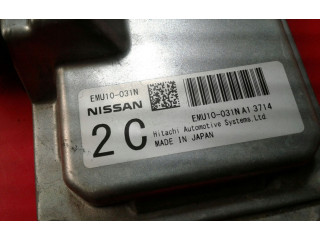 EMU10-031N
NISSAN
EMU10-031N A1 3714
2C
Hitachi Automotive Systems,Ltd.
MADE IN JAPAN